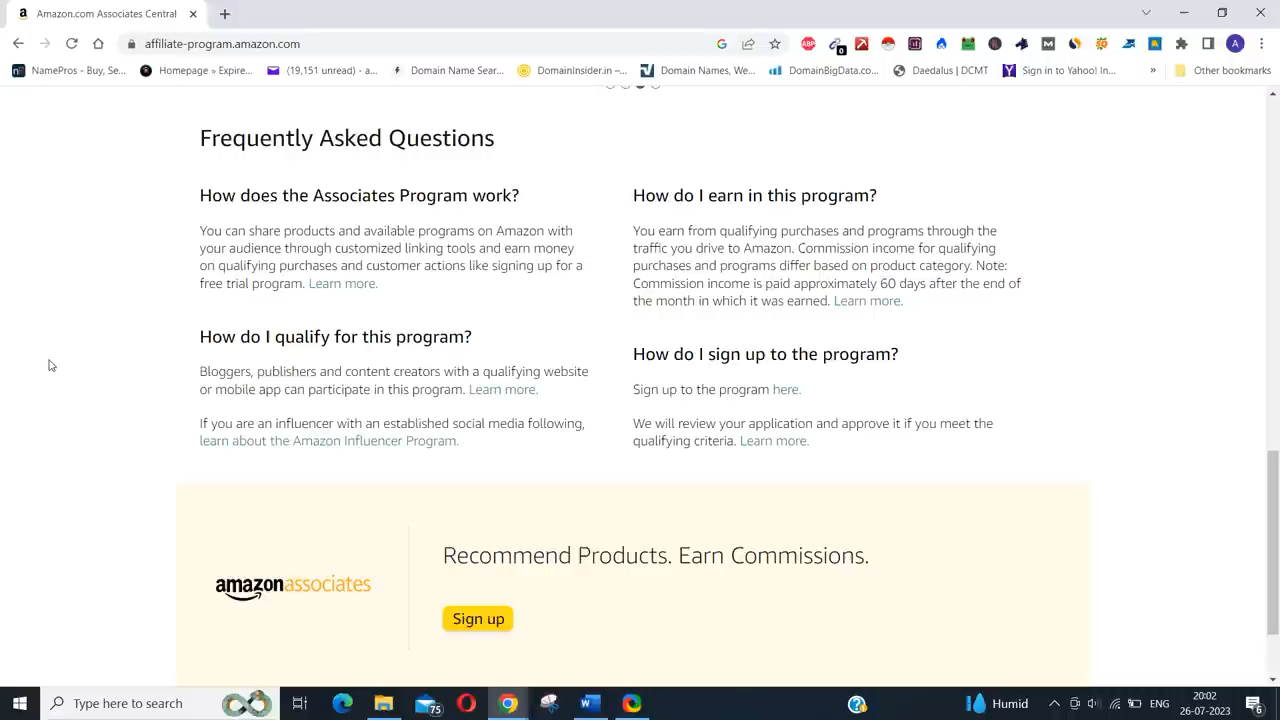 Amazon.com Associates Central
affiliate-program.amazon.com
ABP
0
M
A
NamePros - Buy, Se...
Homepage » Expire...
(19,151 unread) - a...
Domain Name Sear...
DomainInsider.in –...
Domain Names, We...
DomainBigData.co...
Daedalus | DCMT
Sign in to Yahoo! In...
»
Other bookmarks
Frequently Asked Questions
How does the Associates Program work?
You can share products and available programs on Amazon with
your audience through customized linking tools and earn money
on qualifying purchases and customer actions like signing up for a
free trial program. Learn more.
How do I qualify for this program?
Bloggers, publishers and content creators with a qualifying website
or mobile app can participate in this program. Learn more.
If you are an influencer with an established social media following,
learn about the Amazon Influencer Program.
How do I earn in this program?
You earn from qualifying purchases and programs through the
traffic you drive to Amazon. Commission income for qualifying
purchases and programs differ based on product category. Note:
Commission income is paid approximately 60 days after the end of
the month in which it was earned. Learn more.
How do I sign up to the program?
Sign up to the program here.
We will review your application and approve it if you meet the
qualifying criteria. Learn more.
amazonassociates
Recommend Products. Earn Commissions.
Sign up
Type here to search
75
Humid
ENG
20:02
26-07-2023
6